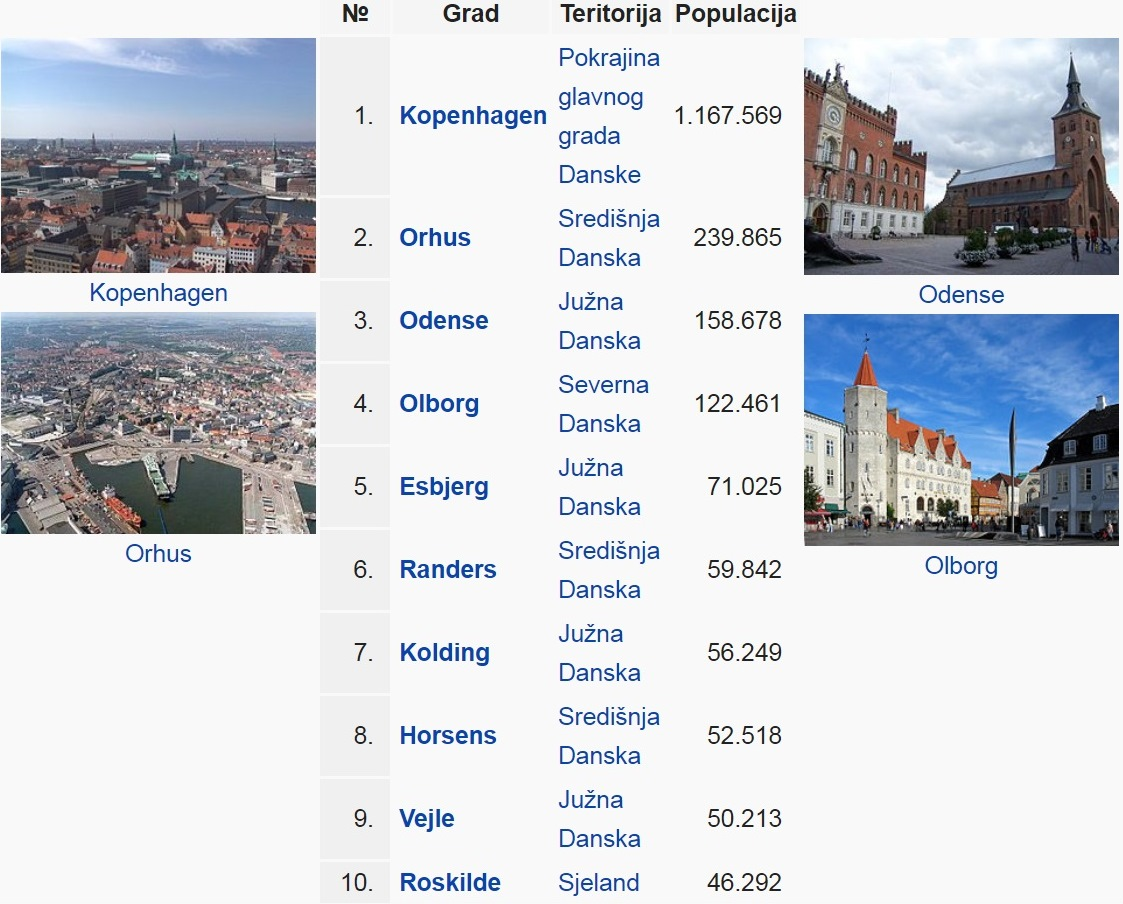 № Grad Teritorija Populacija
1. Kopenhagen Pokrajina glavnog grada Danske 1.167.569
2. Orhus Središnja Danska 239.865
3. Odense Južna Danska 158.678
4. Olborg Severna Danska 122.461
5. Esbjerg Južna Danska 71.025
6. Randers Središnja Danska 59.842
7. Kolding Južna Danska 56.249
8. Horsens Središnja Danska 52.518
9. Vejle Južna Danska 50.213
10. Roskilde Sjeland 46.292
Kopenhagen
Orhus
Odense
Olborg